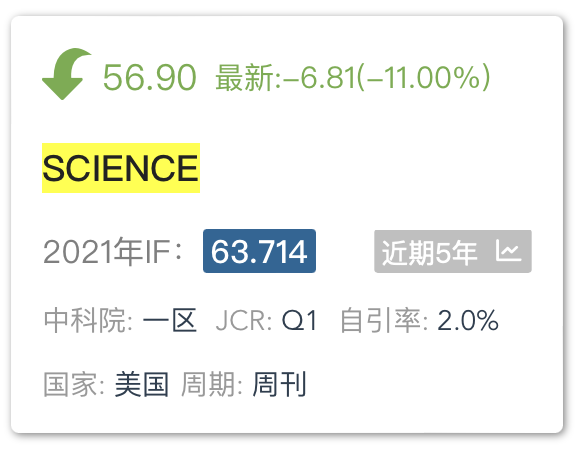 56.90 最新:-6.81(-11.00%)
SCIENCE
2021年IF: 63.714 近期5年
中科院: 一区 JCR: Q1 自引率: 2.0%
国家: 美国 周期: 周刊